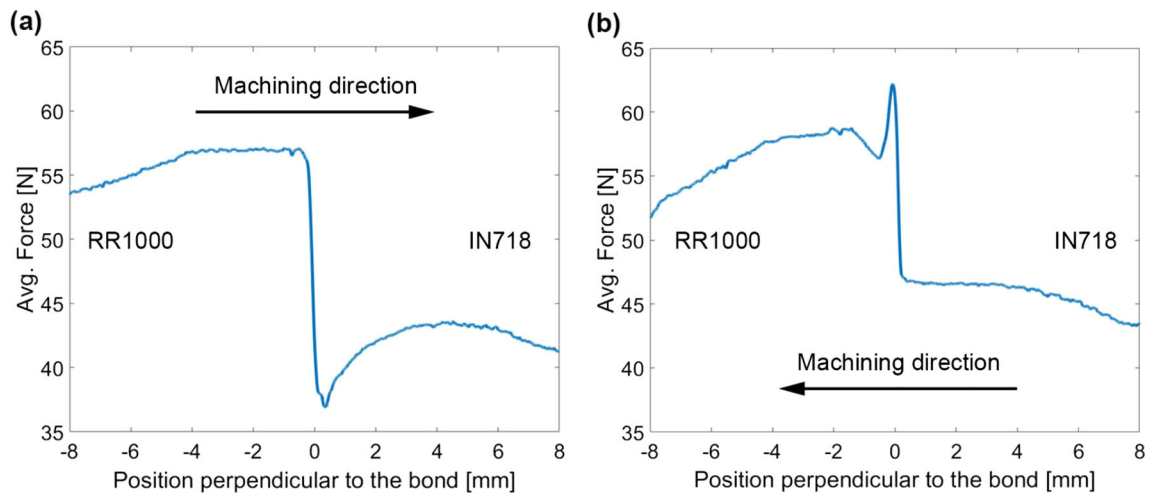 (a)
65
60
55
50
45
40
35
Avg. Force [N]
Machining direction
RR1000
IN718
-8 -6 -4 -2 0 2 4 6 8
Position perpendicular to the bond [mm]
(b)
65
60
55
50
45
40
35
Avg. Force [N]
RR1000
IN718
Machining direction
-8 -6 -4 -2 0 2 4 6 8
Position perpendicular to the bond [mm]